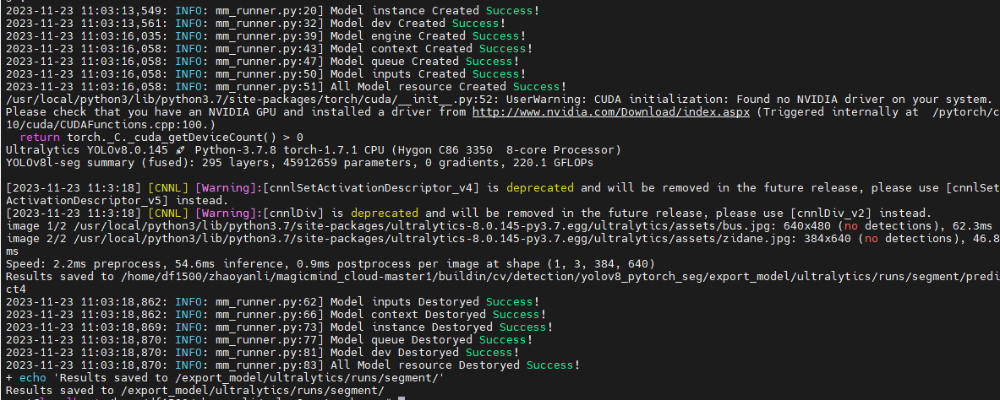 2023-11-23 11:03:13,549: INFO: mm_runner.py:20] Model instance Created Success!
2023-11-23 11:03:13,561: INFO: mm_runner.py:32] Model dev Created Success!
2023-11-23 11:03:16,035: INFO: mm_runner.py:39] Model engine Created Success!
2023-11-23 11:03:16,058: INFO: mm_runner.py:43] Model context Created Success!
2023-11-23 11:03:16,058: INFO: mm_runner.py:47] Model queue Created Success!
2023-11-23 11:03:16,058: INFO: mm_runner.py:50] Model inputs Created Success!
2023-11-23 11:03:16,058: INFO: mm_runner.py:51] All Model resource Created Success!
/usr/local/python3/lib/python3.7/site-packages/torch/cuda/__init__.py:52: UserWarning: CUDA initialization: Found no NVIDIA driver on your system.
Please check that you have an NVIDIA GPU and installed a driver from http://www.nvidia.com/Download/index.aspx (Triggered internally at  /pytorch/c
10/cuda/CUDAFunctions.cpp:100.)
  return torch._C._cuda_getDeviceCount() > 0
Ultralytics YOLOv8.0.145 🚀 Python-3.7.8 torch-1.7.1 CPU (Hygon C86 3350  8-core Processor)
YOLOv8l-seg summary (fused): 295 layers, 45912659 parameters, 0 gradients, 220.1 GFLOPs
[2023-11-23 11:3:18] [CNNL] [Warning]:[cnnlSetActivationDescriptor_v4] is deprecated and will be removed in the future release, please use [cnnlSet
ActivationDescriptor_v5] instead.
[2023-11-23 11:3:18] [CNNL] [Warning]:[cnnlDiv] is deprecated and will be removed in the future release, please use [cnnlDiv_v2] instead.
image 1/2 /usr/local/python3/lib/python3.7/site-packages/ultralytics-8.0.145-py3.7.egg/ultralytics/assets/bus.jpg: 640x480 (no detections), 62.3ms
image 2/2 /usr/local/python3/lib/python3.7/site-packages/ultralytics-8.0.145-py3.7.egg/ultralytics/assets/zidane.jpg: 384x640 (no detections), 46.8
ms
Speed: 2.2ms preprocess, 54.6ms inference, 0.9ms postprocess per image at shape (1, 3, 384, 640)
Results saved to /home/df1500/zhaoyanli/magicmind_cloud-master1/buildin/cv/detection/yolov8_pytorch_seg/export_model/ultralytics/runs/segment/predi
ct4
2023-11-23 11:03:18,862: INFO: mm_runner.py:62] Model inputs Destoryed Success!
2023-11-23 11:03:18,862: INFO: mm_runner.py:66] Model context Destoryed Success!
2023-11-23 11:03:18,869: INFO: mm_runner.py:73] Model instance Destoryed Success!
2023-11-23 11:03:18,870: INFO: mm_runner.py:77] Model queue Destoryed Success!
2023-11-23 11:03:18,870: INFO: mm_runner.py:81] Model dev Destoryed Success!
2023-11-23 11:03:18,870: INFO: mm_runner.py:83] All Model resource Destoryed Success!
+ echo 'Results saved to /export_model/ultralytics/runs/segment/'
Results saved to /export_model/ultralytics/runs/segment/